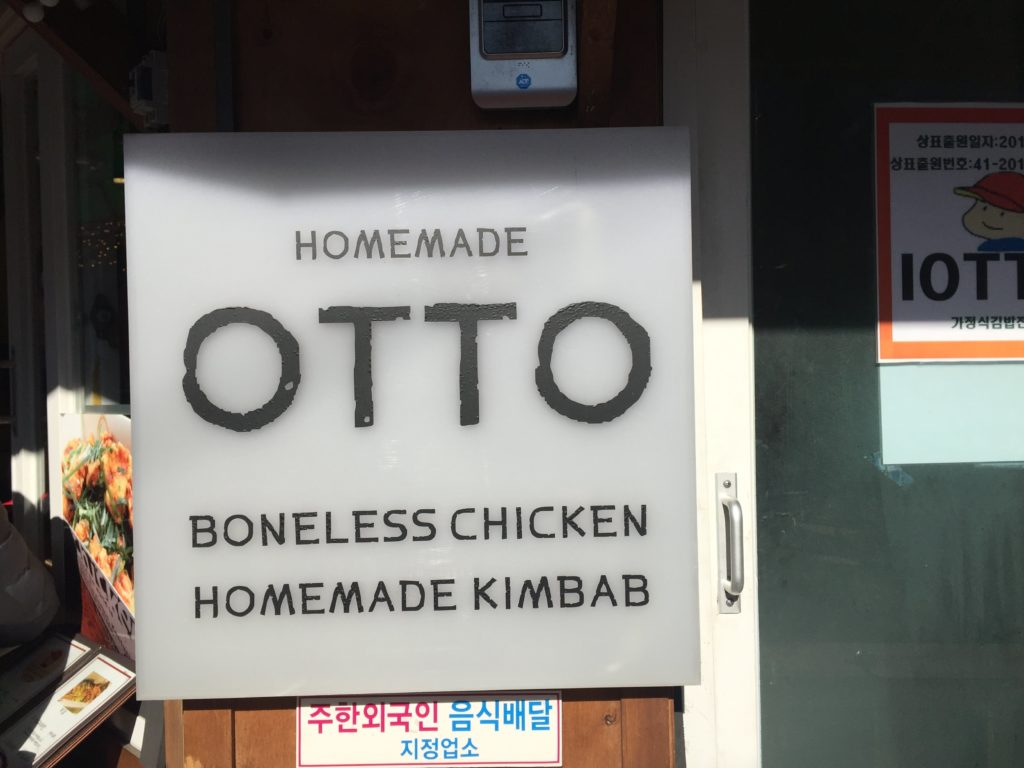 HOMEMADE
OTTO
BONELESS CHICKEN
HOMEMADE KIMBAB
주한외국인 음식배달
지정업소
상표출원일자:201
상표출원번호:41-201
IOTT
가정식김밥전